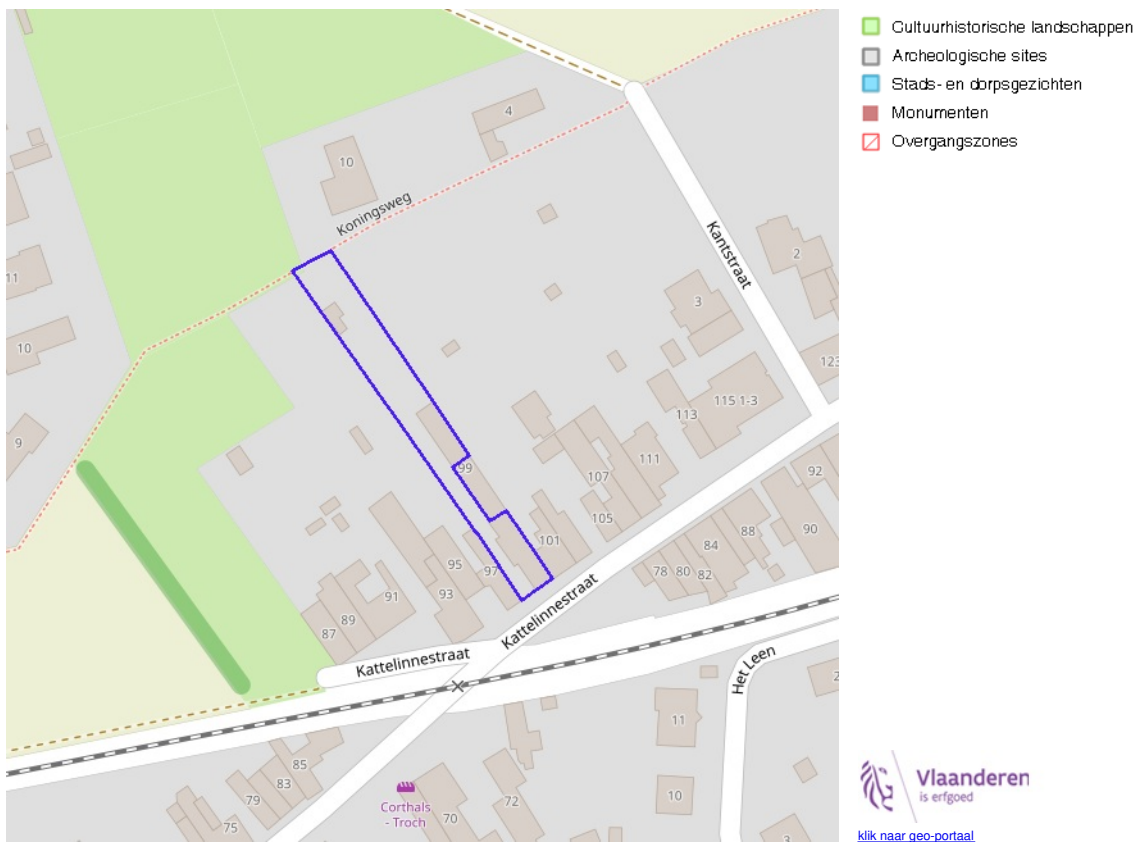 Cultuurhistorische landschappen
Archeologische sites
Stads- en dorpsgezichten
Monumenten
Overgangszones
4
10
Koningsweg
Kantstraat
2
11
3
10
123
115 1-3
113
9
99
107
111
92
105
101
90
88
84
95
97
78
80
82
91
93
89
87
Kattelinnestraat
Kattelinnestraat
Het Leen
2
11
85
83
79
75
Corthals
- Troch
72
70
10
3
Vlaanderen
is erfgoed
klik naar geo-portaal